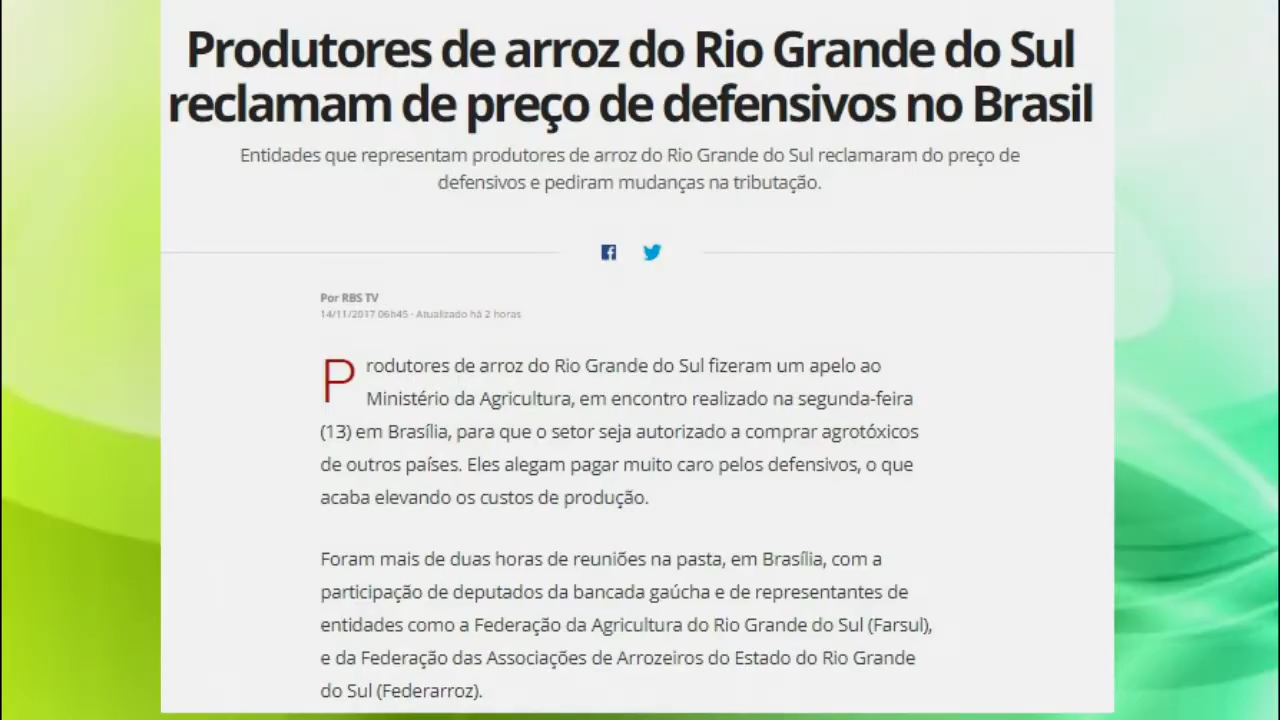 Produtores de arroz do Rio Grande do Sul
reclamam de preço de defensivos no Brasil
Entidades que representam produtores de arroz do Rio Grande do Sul reclamaram do preço de
defensivos e pediram mudanças na tributação.
Por RBS TV
14/11/2017 06h45 · Atualizado há 2 horas
Produtores de arroz do Rio Grande do Sul fizeram um apelo ao
Ministério da Agricultura, em encontro realizado na segunda-feira
(13) em Brasília, para que o setor seja autorizado a comprar agrotóxicos
de outros países. Eles alegam pagar muito caro pelos defensivos, o que
acaba elevando os custos de produção.
Foram mais de duas horas de reuniões na pasta, em Brasília, com a
participação de deputados da bancada gaúcha e de representantes de
entidades como a Federação da Agricultura do Rio Grande do Sul (Farsul),
e da Federação das Associações de Arrozeiros do Estado do Rio Grande
do Sul (Federarroz).